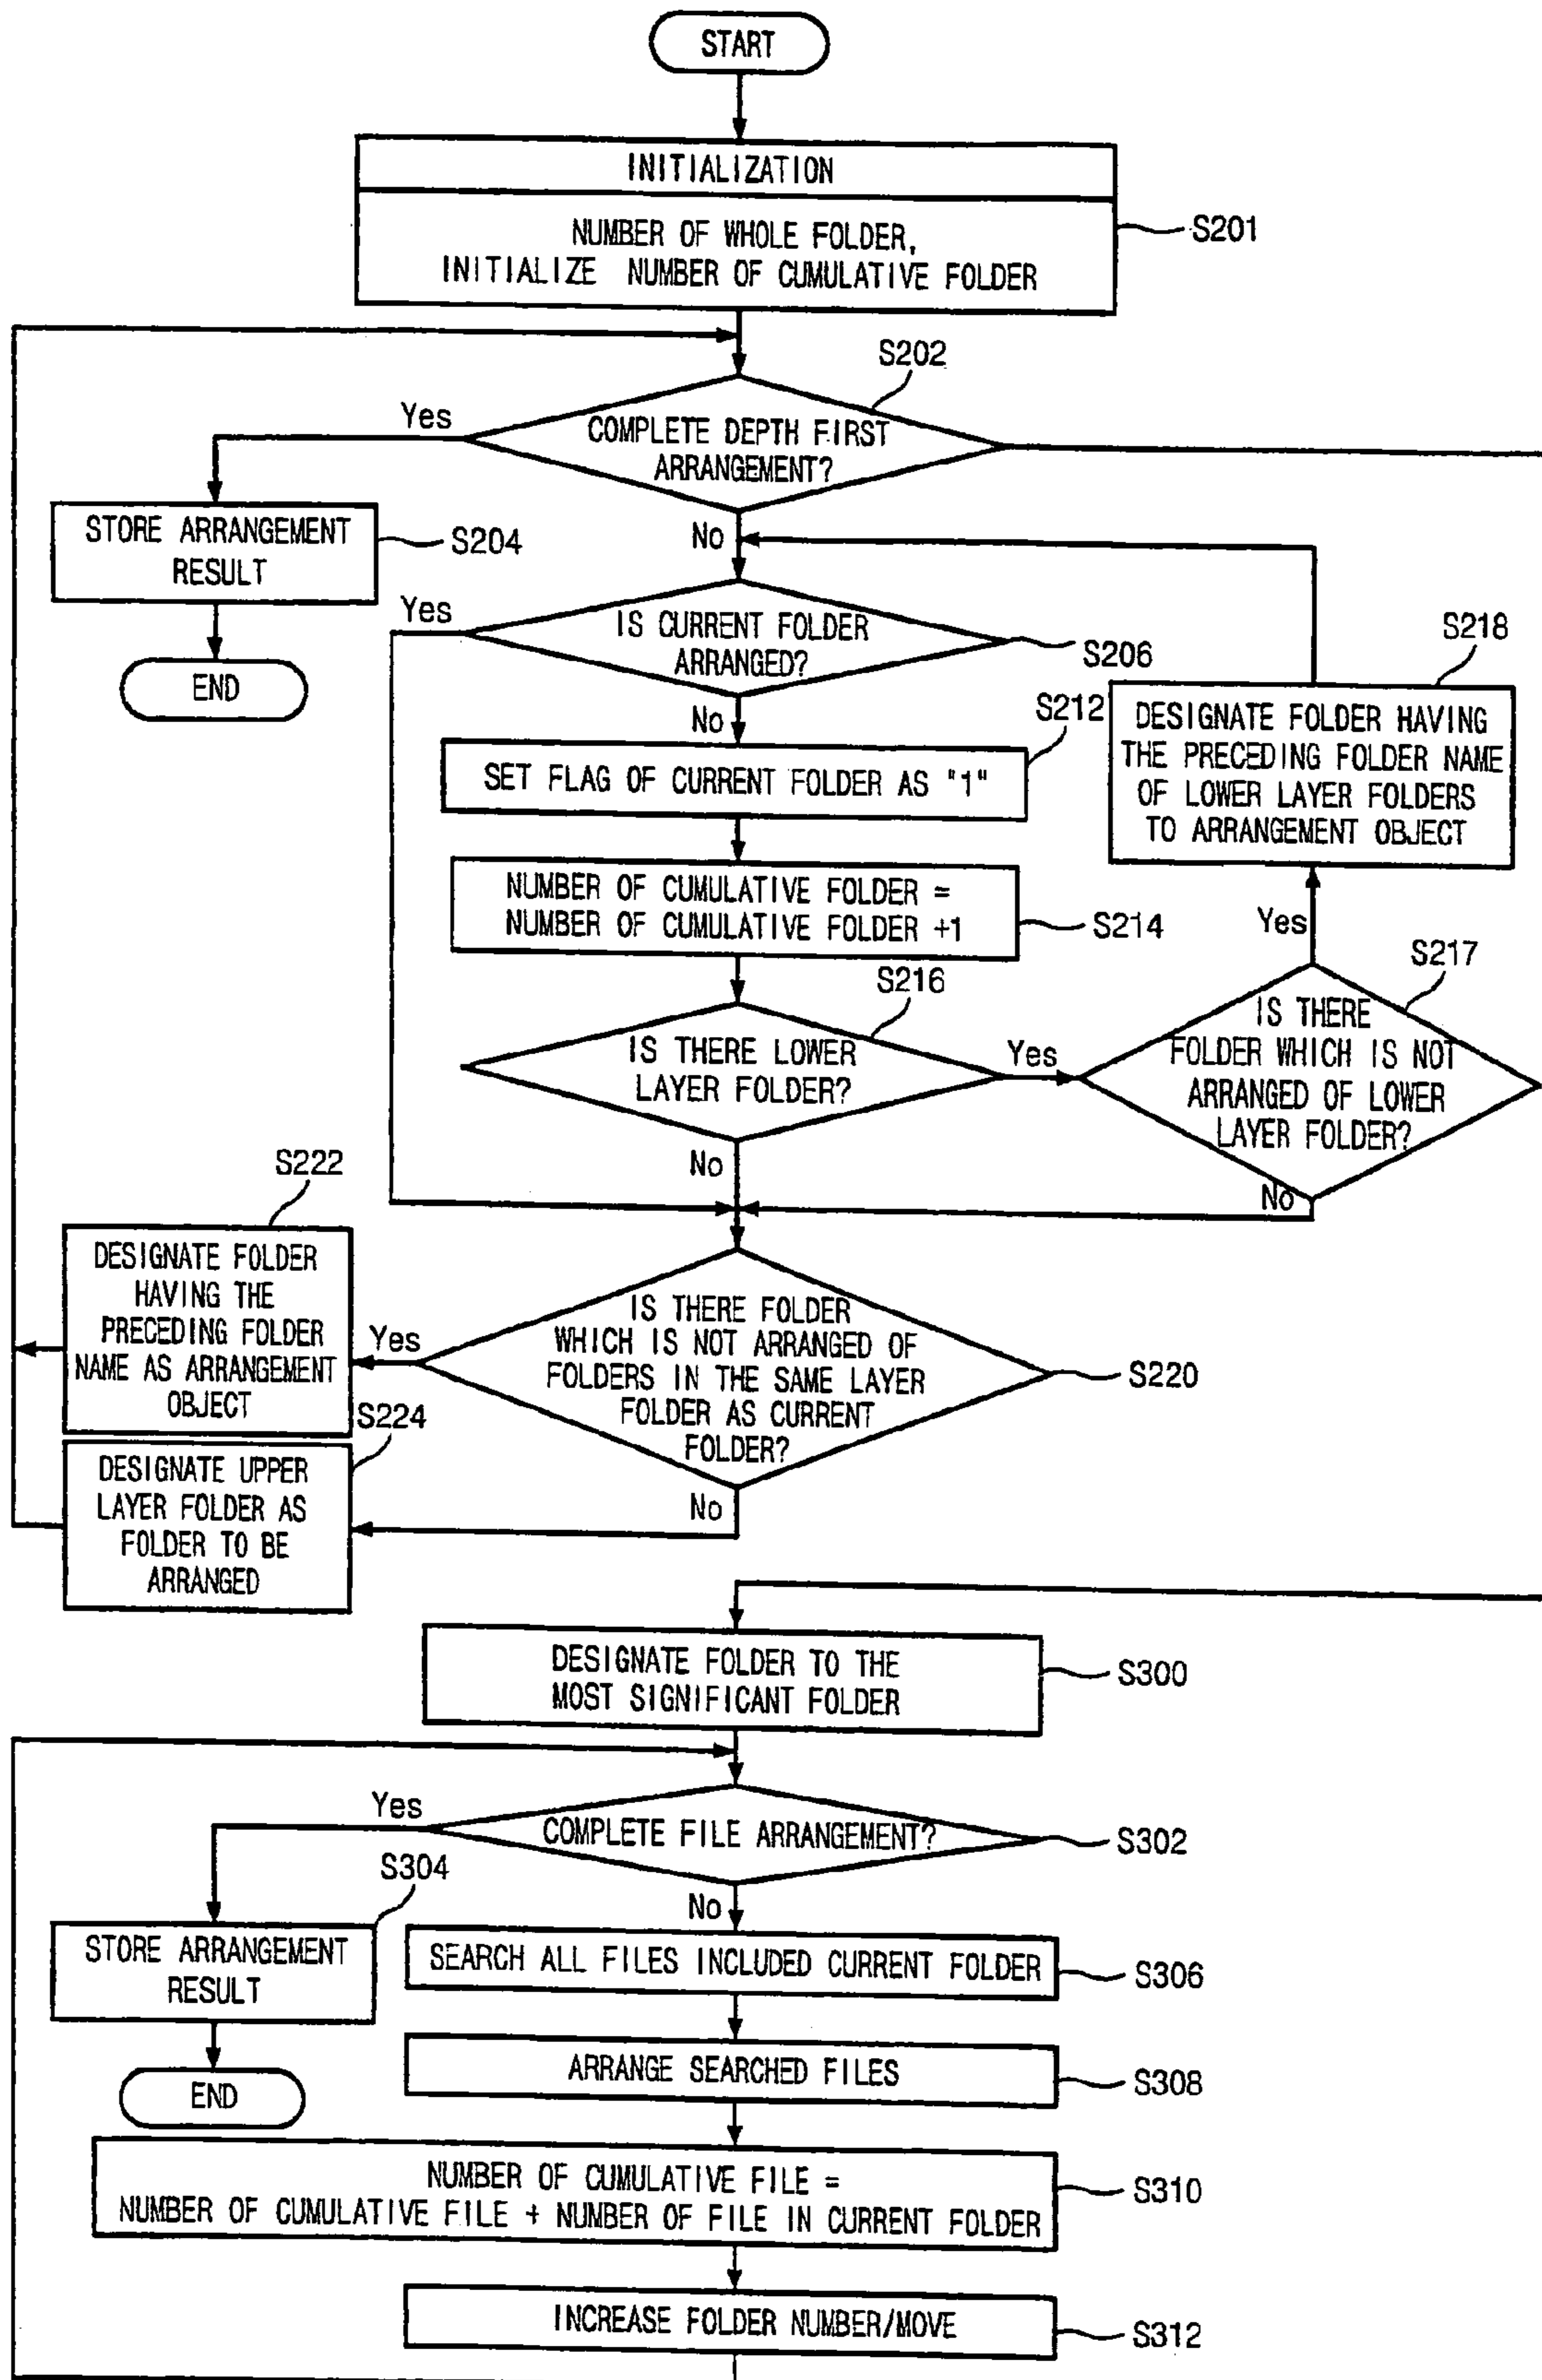 START
INITIALIZATION
NUMBER OF WHOLE FOLDER,
INITIALIZE NUMBER OF CUMULATIVE FOLDER
S201
S202
Yes
COMPLETE DEPTH FIRST
ARRANGEMENT?
STORE ARRANGEMENT
RESULT
S204
No
END
Yes
IS CURRENT FOLDER
ARRANGED?
S206
No
S212
S218
SET FLAG OF CURRENT FOLDER AS "1"
DESIGNATE FOLDER HAVING
THE PRECEDING FOLDER NAME
OF LOWER LAYER FOLDERS
TO ARRANGEMENT OBJECT
NUMBER OF CUMULATIVE FOLDER =
NUMBER OF CUMULATIVE FOLDER +1
S214
Yes
S216
S217
IS THERE LOWER
LAYER FOLDER?
Yes
IS THERE
FOLDER WHICH IS NOT
ARRANGED OF LOWER
LAYER FOLDER?
No
No
S222
DESIGNATE FOLDER
HAVING THE
PRECEDING FOLDER
NAME AS ARRANGEMENT
OBJECT
Yes
IS THERE FOLDER
WHICH IS NOT ARRANGED OF
FOLDERS IN THE SAME LAYER
FOLDER AS CURRENT
FOLDER?
S220
S224
DESIGNATE UPPER
LAYER FOLDER AS
FOLDER TO BE
ARRANGED
No
DESIGNATE FOLDER TO THE
MOST SIGNIFICANT FOLDER
S300
Yes
COMPLETE FILE ARRANGEMENT?
S302
S304
No
STORE ARRANGEMENT
RESULT
SEARCH ALL FILES INCLUDED CURRENT FOLDER
S306
END
ARRANGE SEARCHED FILES
S308
NUMBER OF CUMULATIVE FILE =
NUMBER OF CUMULATIVE FILE + NUMBER OF FILE IN CURRENT FOLDER
S310
INCREASE FOLDER NUMBER/MOVE
S312